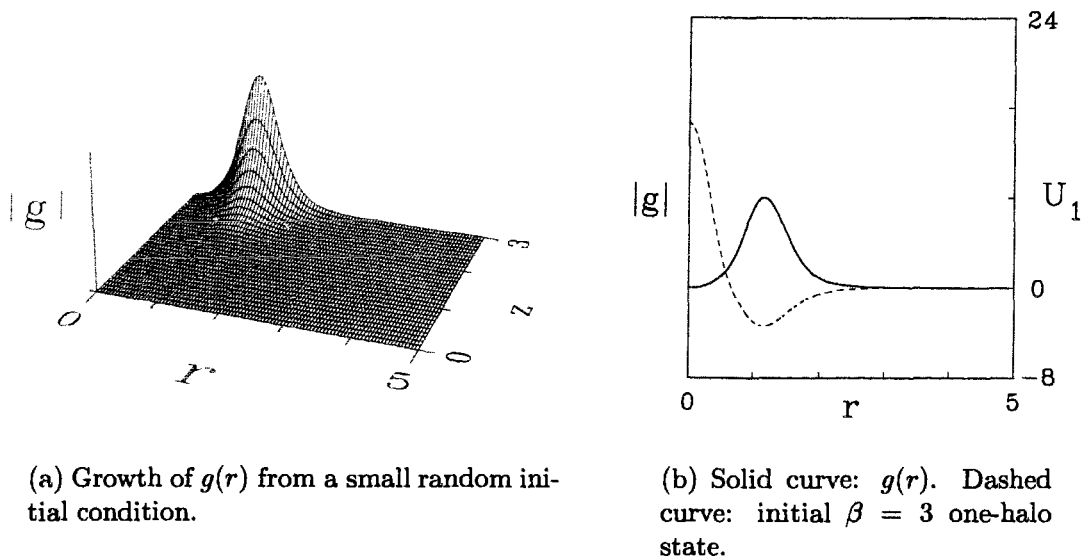 |g|
0
r
5
0
z
3
24
|g|
U1
0
-8
0
r
5
(a) Growth of g(r) from a small random ini-
tial condition.
(b) Solid curve: g(r). Dashed
curve: initial β = 3 one-halo
state.